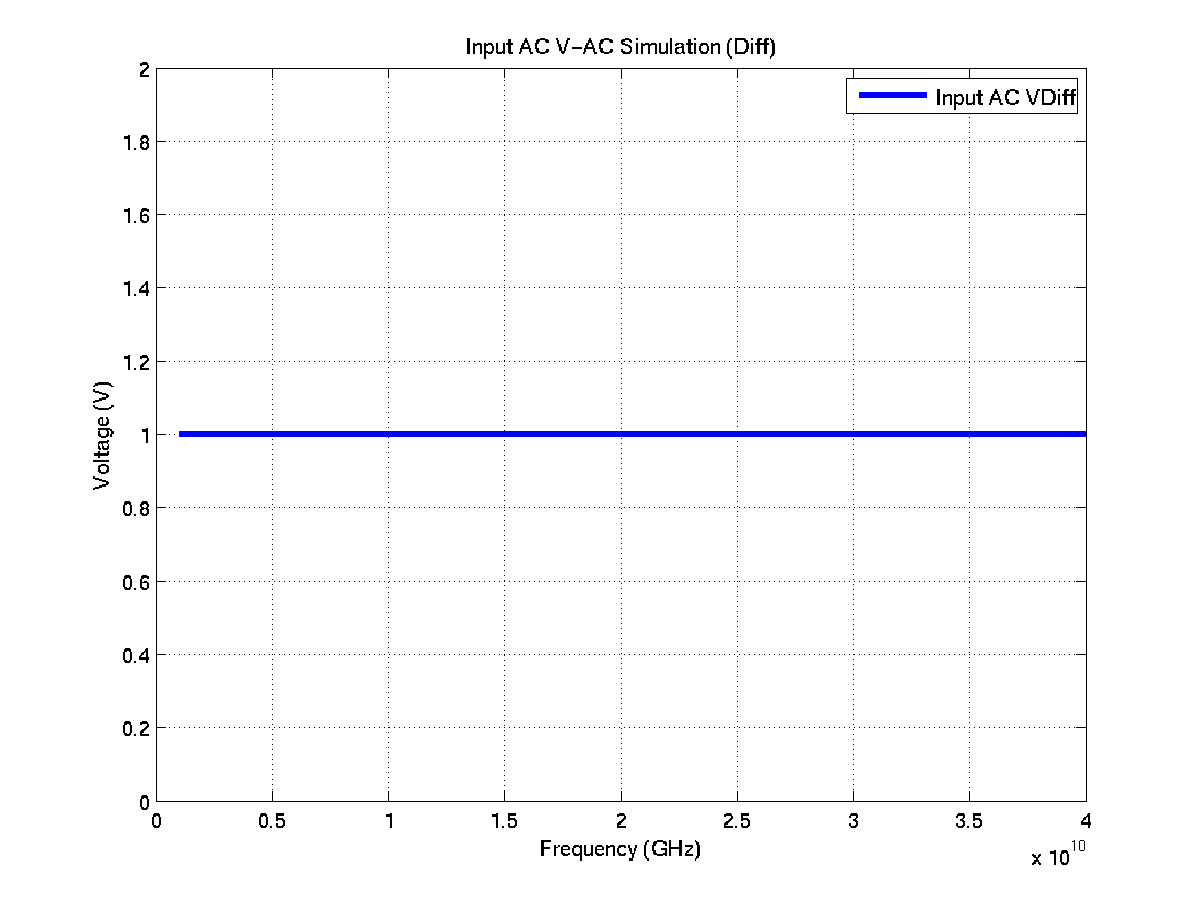 Input AC V−AC Simulation (Diff)
Input AC VDiff
2
1.8
1.6
1.4
1.2
1
0.8
0.6
0.4
0.2
0
Voltage (V)
0 0.5 1 1.5 2 2.5 3 3.5 4
Frequency (GHz)
x 10^10